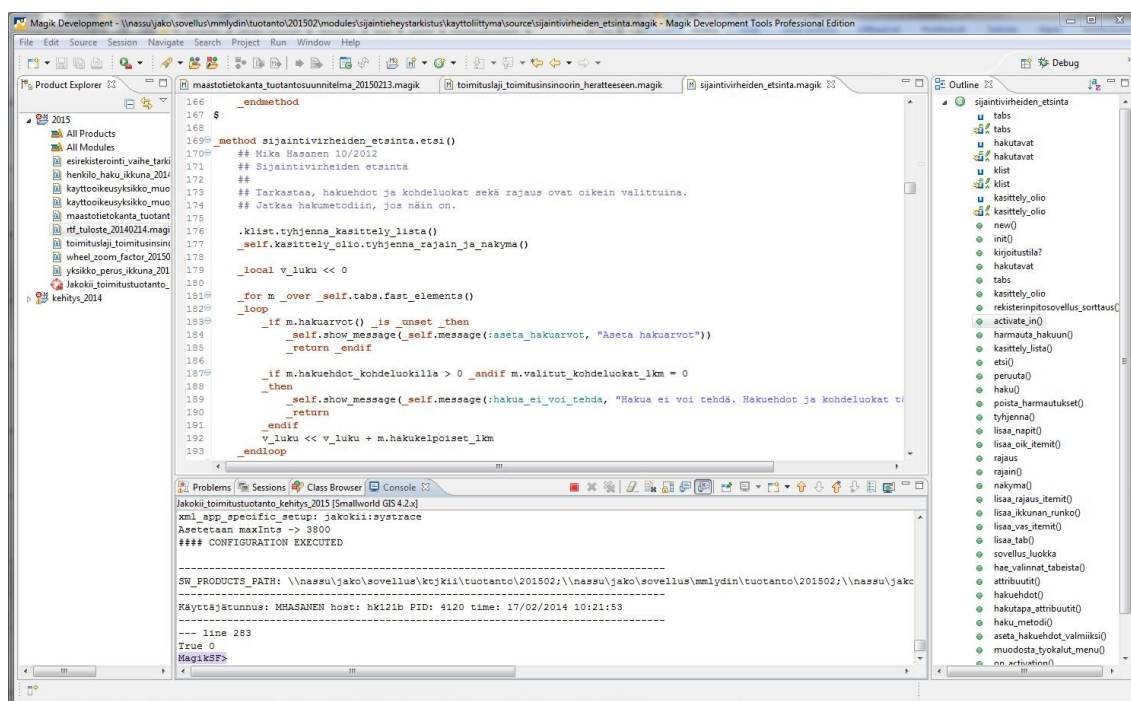 Magik Development - \\nassu\jako\sovellus\mmlydin\tuotanto\201502\modules\sijaintieheystarkistus\kayttoliittyma\source\sijaintivirheiden_etsinta.magik - Magik Development Tools Professional Edition
File Edit Source Session Navigate Search Project Run Window Help
Debug
Product Explorer
2015
All Products
All Modules
esirekisterointi_vaihe_tarki
henkilo_haku_ikkuna_2014
kayttooikeusyksikko_muo
kayttooikeusyksikko_muo
maastotietokanta_tuotant
rtf_tuloste_20140214.magi
toimituslaji_toimitusinsinö
wheel_zoom_factor_20150
yksikko_perus_ikkuna_201
Jakokii_toimitustuotanto_
kehitys_2014
maastotietokanta_tuotantosuunnitelma_20150213.magik
toimituslaji_toimitusinsinoorin_heratteeseen.magik
sijaintivirheiden_etsinta.magik
166 _endmethod
167 $
168
169 _method sijaintivirheiden_etsinta.etsi()
170 ## Mika Hasanen 10/2012
171 ## Sijaintivirheiden etsintä
172 ##
173 ## Tarkastaa, hakuehdot ja kohdeluokat sekä rajaus ovat oikein valittuina.
174 ## Jatkaa hakumetodiin, jos näin on.
175
176 .klist.tyhjenna_kasittely_lista()
177 _self.kasittely_olio.tyhjenna_rajain_ja_nakyma()
178
179 _local v_luku << 0
180
181 _for m _over _self.tabs.fast_elements()
182 _loop
183 _if m.hakuarvot() _is _unset _then
184 _self.show_message(_self.message(:aseta_hakuarvot, "Aseta hakuarvot"))
185 _return _endif
186
187 _if m.hakuehdot_kohdeluokilla > 0 _andif m.valitut_kohdeluokat_lkm = 0
188 _then
189 _self.show_message(_self.message(:hakua_ei_voi_tehda, "Hakua ei voi tehdä. Hakuehdot ja kohdeluokat tä
190 _return
191 _endif
192 v_luku << v_luku + m.hakukelpoiset_lkm
193 _endloop
Problems Sessions Class Browser Console
Jakokii_toimitustuotanto_kehitys_2015 [Smallworld GIS 4.2.x]
xml_app_specific_setup: jakokii:systrace
Asetetaan maxInts -> 3800
#### CONFIGURATION EXECUTED
SW_PRODUCTS_PATH: \\nassu\jako\sovellus\ktjkii\tuotanto\201502;\\nassu\jako\sovellus\mmlydin\tuotanto\201502;\\nassu\jako
Käyttäjätunnus: MHASANEN host: hk121b PID: 4120 time: 17/02/2014 10:21:53
--- line 283
True 0
MagikSF>
Outline
sijaintivirheiden_etsinta
tabs
tabs
hakutavat
hakutavat
klist
klist
kasittely_olio
kasittely_olio
new()
init()
kirjoitustila?
hakutavat
tabs
kasittely_olio
rekisterinpitosovellus_sorttaus()
activate_in()
harmauta_hakuun()
kasittely_lista()
etsi()
peruuta()
haku()
poista_harmautukset()
tyhjenna()
lisaa_napit()
lisaa_oik_itemit()
rajaus
rajain()
nakyma()
lisaa_rajaus_itemit()
lisaa_ikkunan_runko()
lisaa_vas_itemit()
lisaa_tab()
sovellus_luokka
hae_valinnat_tabeista()
attribuutit()
hakuehdot()
hakutapa_attribuutit()
haku_metodi()
aseta_hakuehdot_valmiiksi()
muodosta_tyokalut_menu()
on_activation()